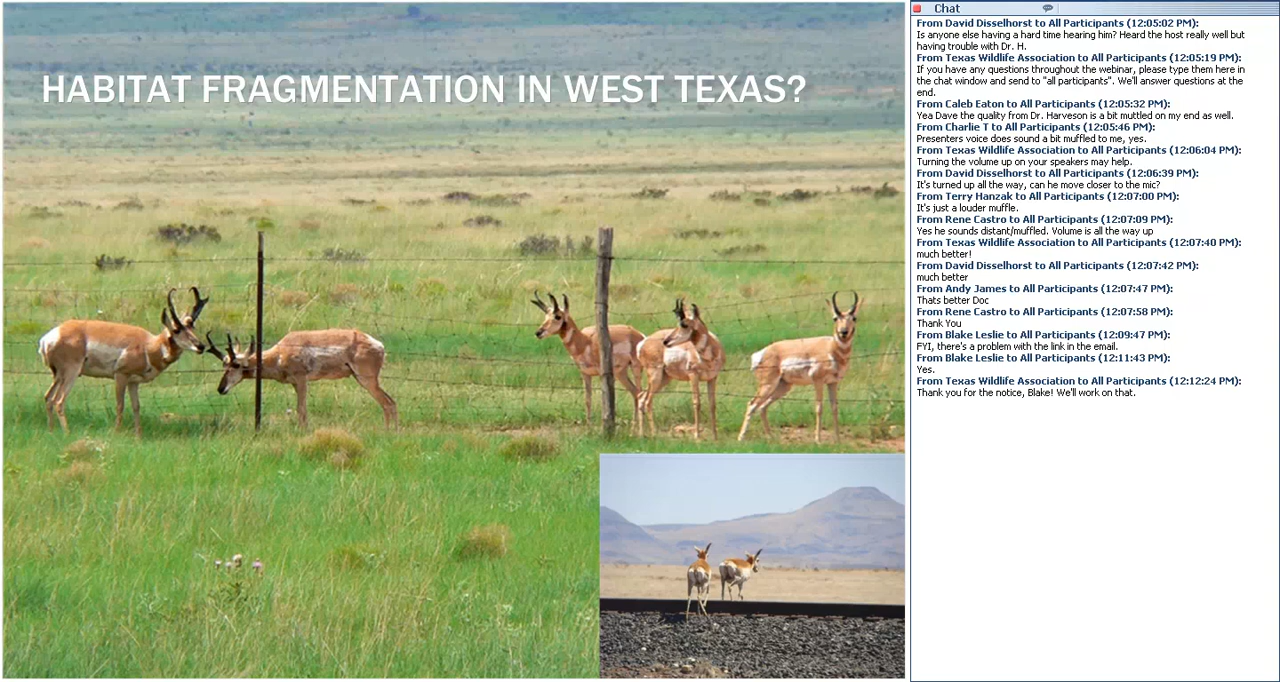 HABITAT FRAGMENTATION IN WEST TEXAS?
Chat
From David Disselhorst to All Participants (12:05:02 PM):
Is anyone else having a hard time hearing him? Heard the host really well but
having trouble with Dr. H.
From Texas Wildlife Association to All Participants (12:05:19 PM):
If you have any questions throughout the webinar, please type them here in
the chat window and send to "all participants". We'll answer questions at the
end.
From Caleb Eaton to All Participants (12:05:32 PM):
Yea Dave the quality from Dr. Harveson is a bit muttled on my end as well.
From Charlie T to All Participants (12:05:46 PM):
Presenters voice does sound a bit muffled to me, yes.
From Texas Wildlife Association to All Participants (12:06:04 PM):
Turning the volume up on your speakers may help.
From David Disselhorst to All Participants (12:06:39 PM):
It's turned up all the way, can he move closer to the mic?
From Terry Hanzak to All Participants (12:07:00 PM):
It's just a louder muffle.
From Rene Castro to All Participants (12:07:09 PM):
Yes he sounds distant/muffled. Volume is all the way up
From Texas Wildlife Association to All Participants (12:07:40 PM):
much better!
From David Disselhorst to All Participants (12:07:42 PM):
much better
From Andy James to All Participants (12:07:47 PM):
Thats better Doc
From Rene Castro to All Participants (12:07:58 PM):
Thank You
From Blake Leslie to All Participants (12:09:47 PM):
FYI, there's a problem with the link in the email.
From Blake Leslie to All Participants (12:11:43 PM):
Yes.
From Texas Wildlife Association to All Participants (12:12:24 PM):
Thank you for the notice, Blake! We'll work on that.